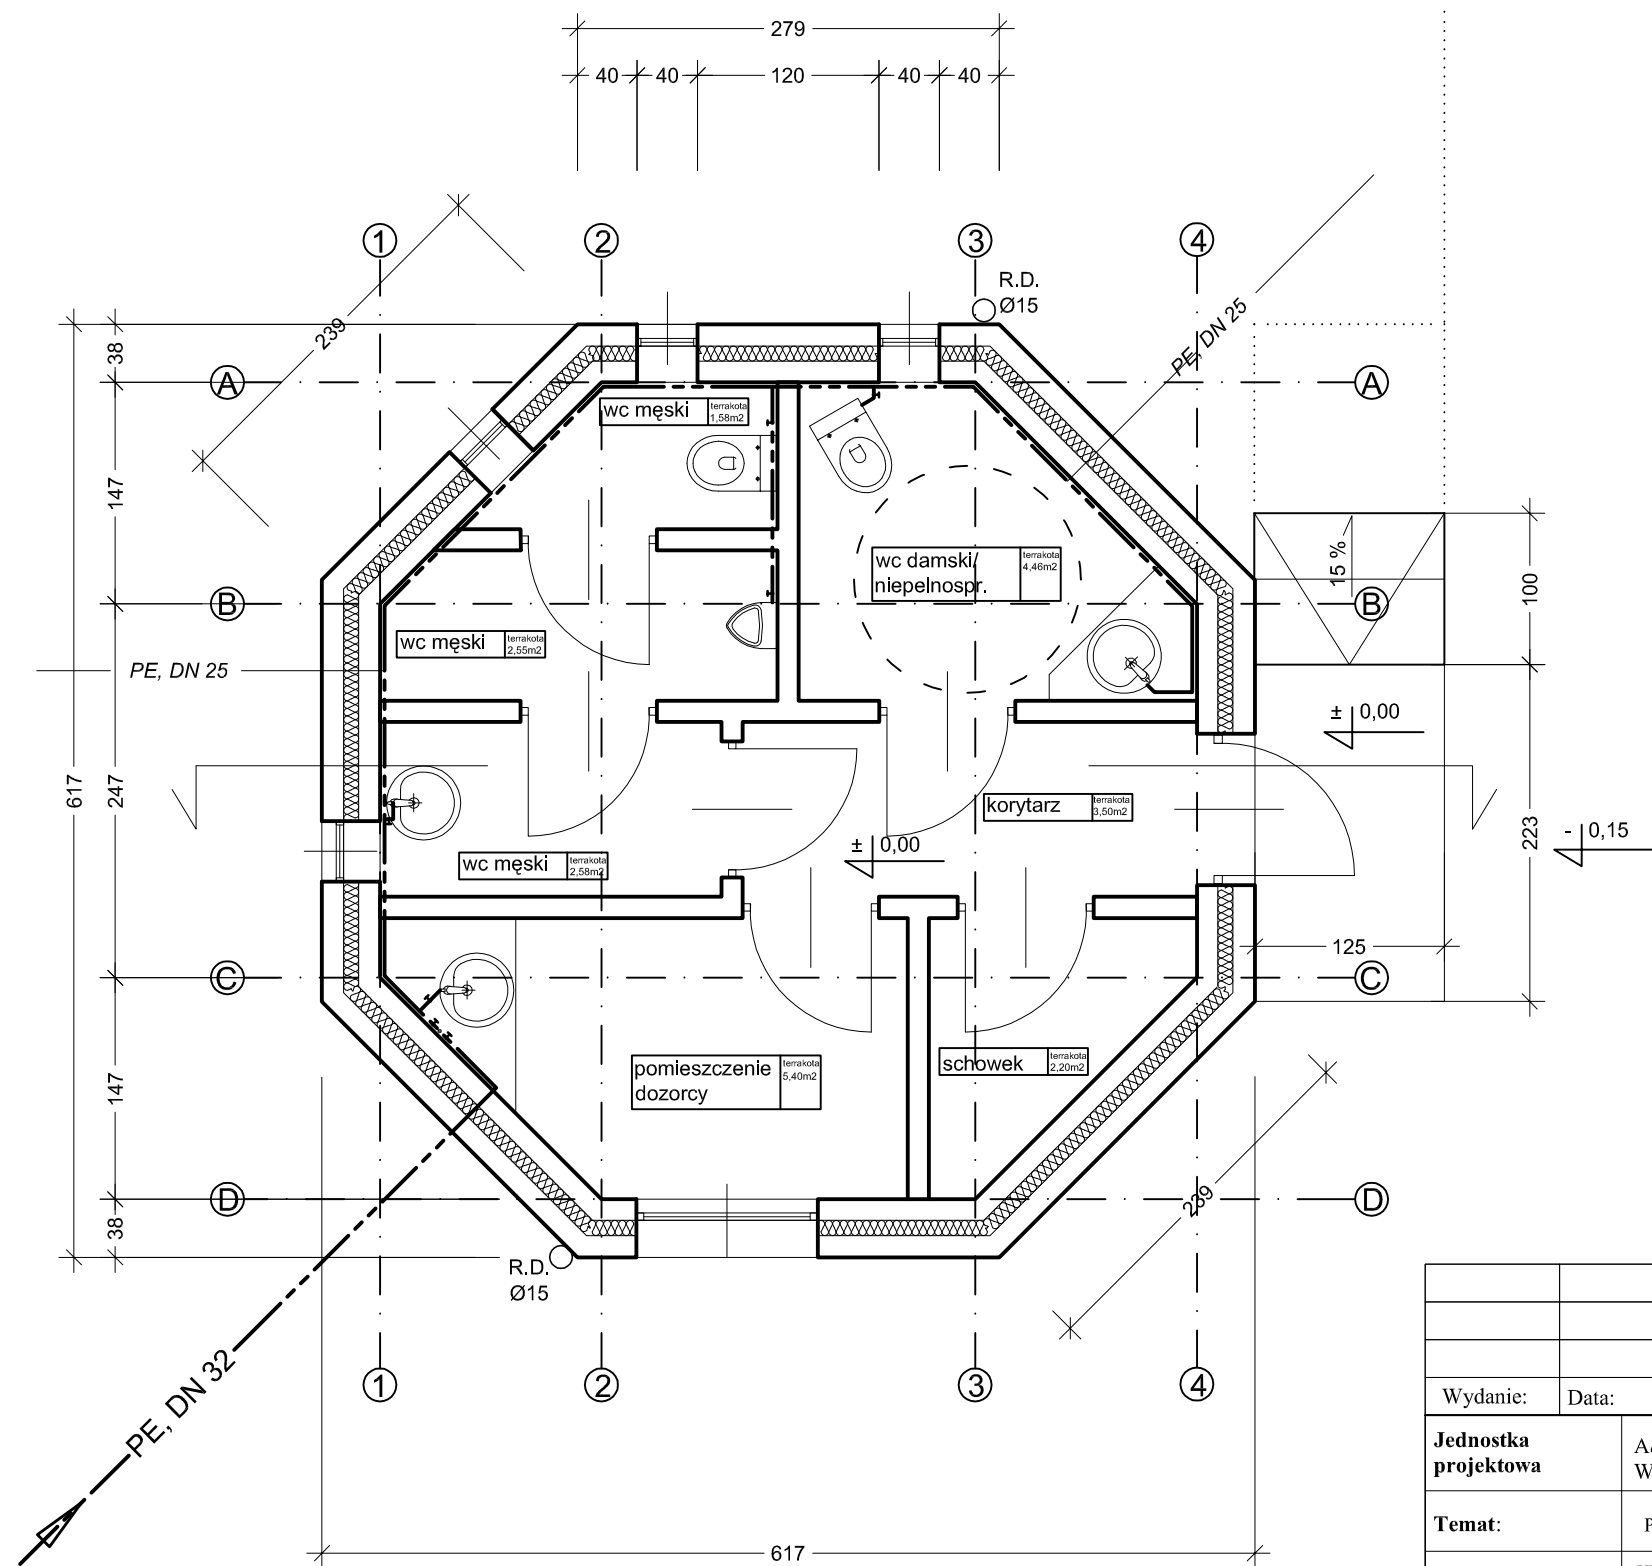 279
40 40 120 40 40
1 2 3 4
R.D.
Ø15
239
PE, DN 25
38
A A
wc męski terrakota 1,58m2
147
wc damski/ terrakota
niepelnospr. 4,46m2
15 %
100
B B
wc męski terrakota 2,55m2
PE, DN 25
± 0,00
617
247
korytarz terrakota 3,50m2
± 0,00
223
- 0,15
wc męski terrakota 2,58m2
125
C C
pomieszczenie terrakota
dozorcy 5,40m2
schowek terrakota 2,20m2
147
239
D D
38
R.D.
Ø15
PE, DN 32
1 2 3 4
617
Wydanie: Data:
Jednostka
projektowa
Temat: